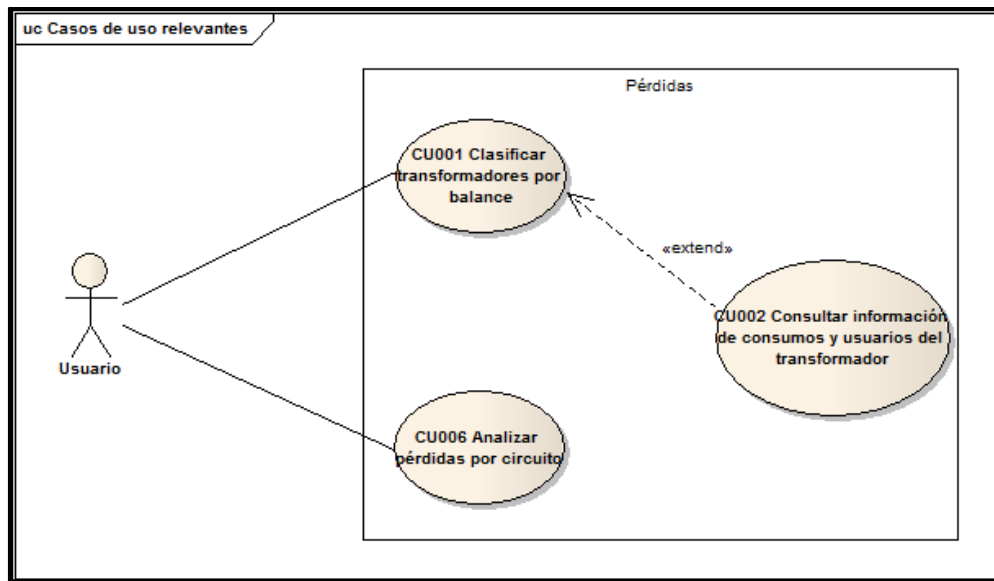 uc Casos de uso relevantes
Pérdidas
CU001 Clasificar
transformadores por
balance
«extend»
CU002 Consultar información
de consumos y usuarios del
transformador
Usuario
CU006 Analizar
pérdidas por circuito